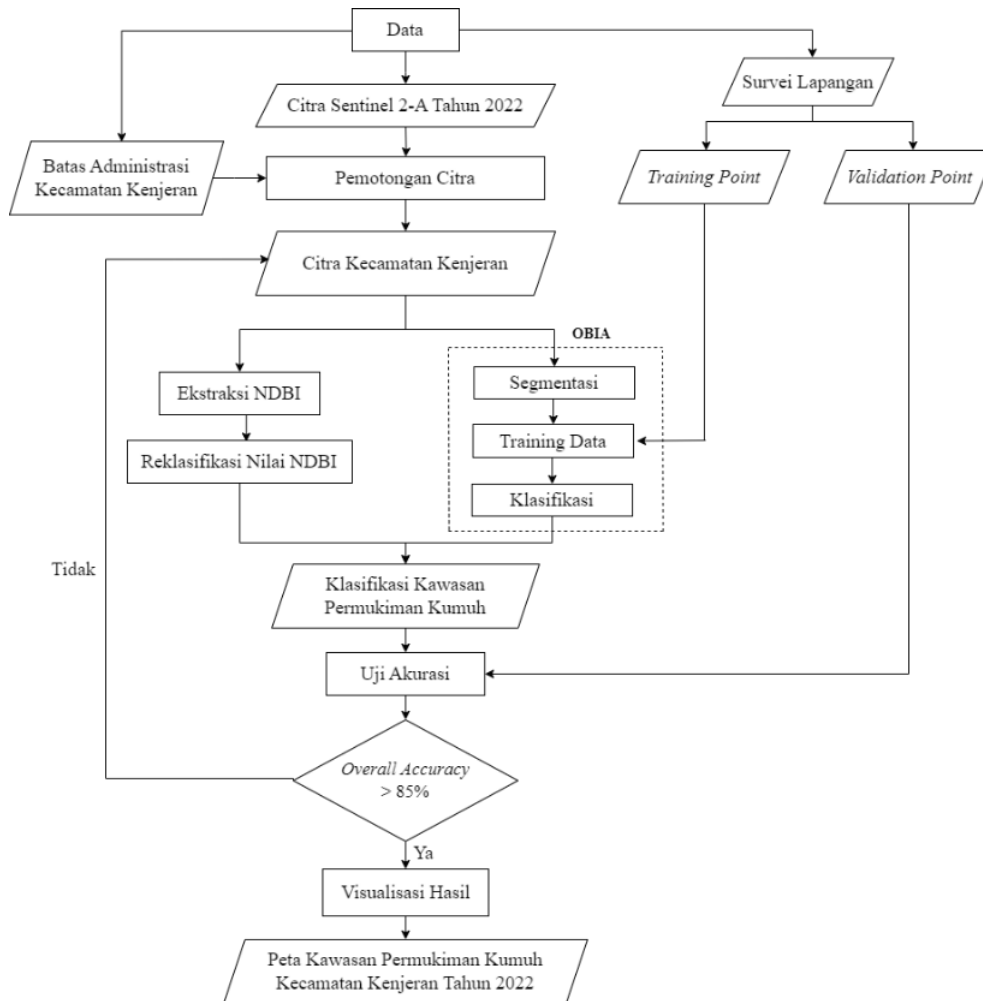 Data
Survei Lapangan
Citra Sentinel 2-A Tahun 2022
Batas Administrasi
Kecamatan Kenjeran
Pemotongan Citra
Training Point
Validation Point
Citra Kecamatan Kenjeran
OBIA
Ekstraksi NDBI
Segmentasi
Reklasifikasi Nilai NDBI
Training Data
Klasifikasi
Tidak
Klasifikasi Kawasan
Permukiman Kumuh
Uji Akurasi
Overall Accuracy
> 85%
Ya
Visualisasi Hasil
Peta Kawasan Permukiman Kumuh
Kecamatan Kenjeran Tahun 2022